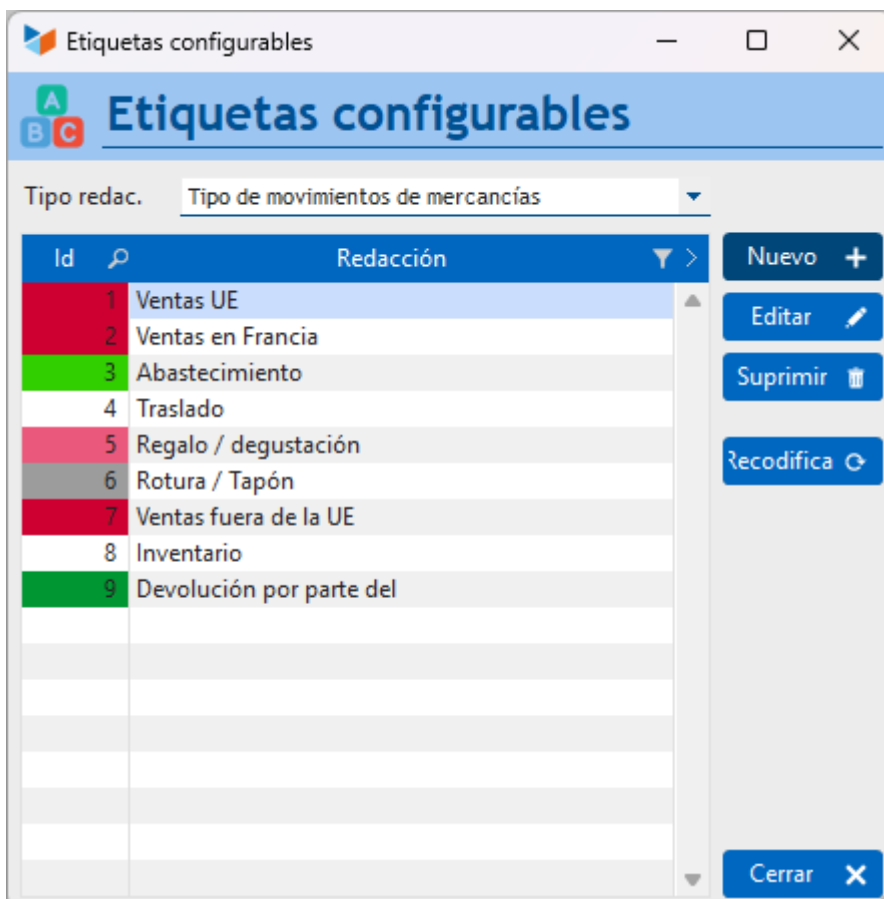 Etiquetas configurables
A
B C
Etiquetas configurables
Tipo redac. Tipo de movimientos de mercancías
Id Redacción
Nuevo
1 Ventas UE
Editar
2 Ventas en Francia
3 Abastecimiento
Suprimir
4 Traslado
5 Regalo / degustación
Recodifica
6 Rotura / Tapón
7 Ventas fuera de la UE
8 Inventario
9 Devolución por parte del
Cerrar